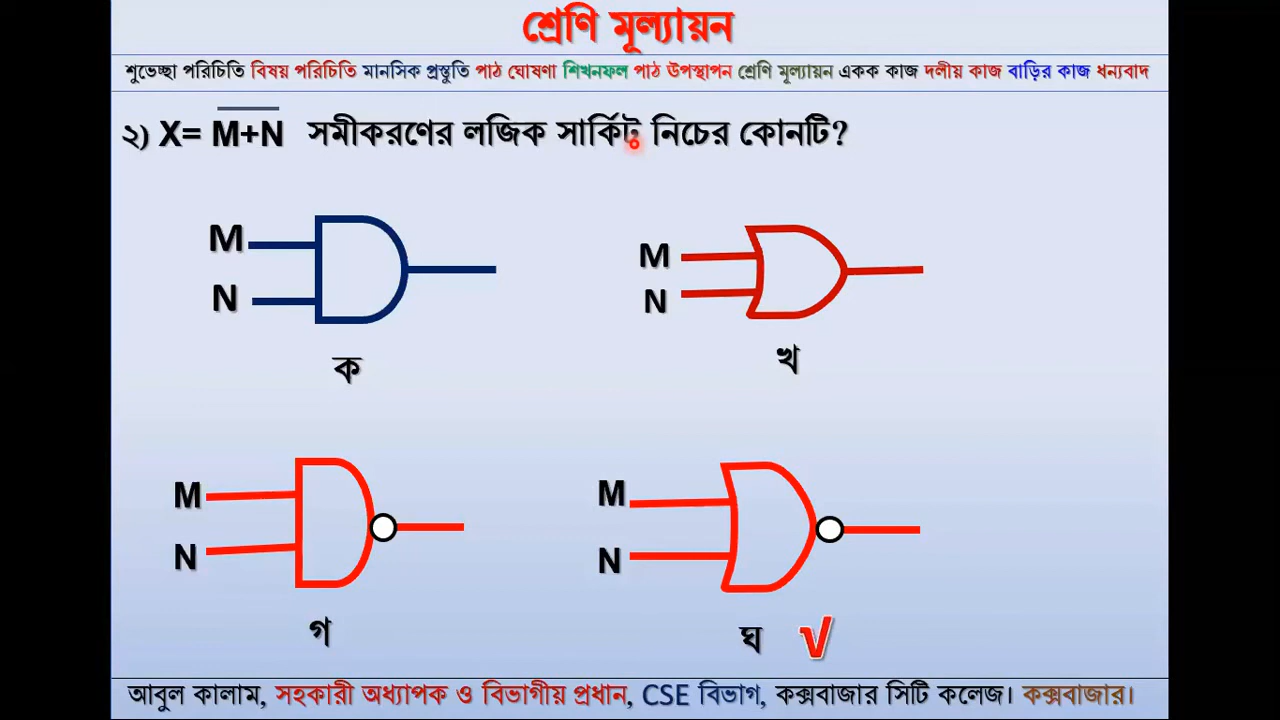 শ্রেণি মূল্যায়ন
শুভেচ্ছা পরিচিতি বিষয় পরিচিতি মানসিক প্রস্তুতি পাঠ ঘোষণা শিখনফল পাঠ উপস্থাপন শ্রেণি মূল্যায়ন একক কাজ দলীয় কাজ বাড়ির কাজ ধন্যবাদ
২) X= M̅+̅N̅ সমীকরণের লজিক সার্কিট নিচের কোনটি?
M
N
ক
M
N
খ
M
N
গ
M
N
ঘ √
আবুল কালাম, সহকারী অধ্যাপক ও বিভাগীয় প্রধান, CSE বিভাগ, কক্সবাজার সিটি কলেজ। কক্সবাজার।